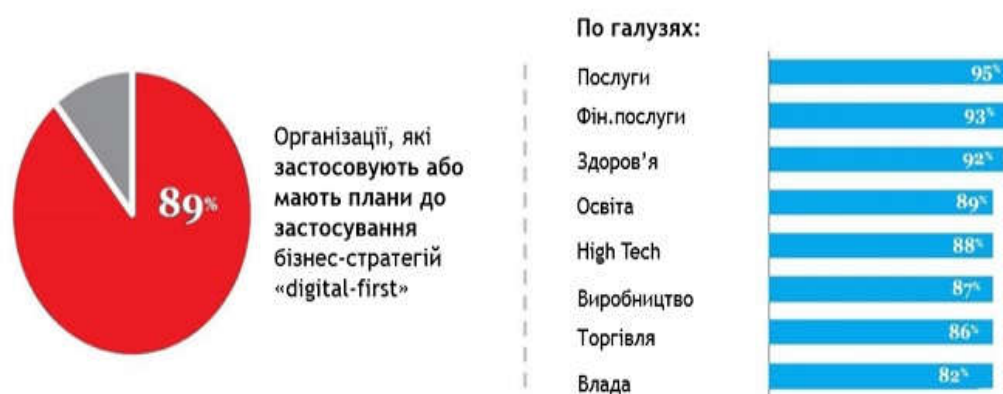 89%
Організації, які
застосовують або
мають плани до
застосування
бізнес-стратегій
«digital-first»
По галузях:
Послуги 95%
Фін.послуги 93%
Здоров’я 92%
Освіта 89%
High Tech 88%
Виробництво 87%
Торгівля 86%
Влада 82%